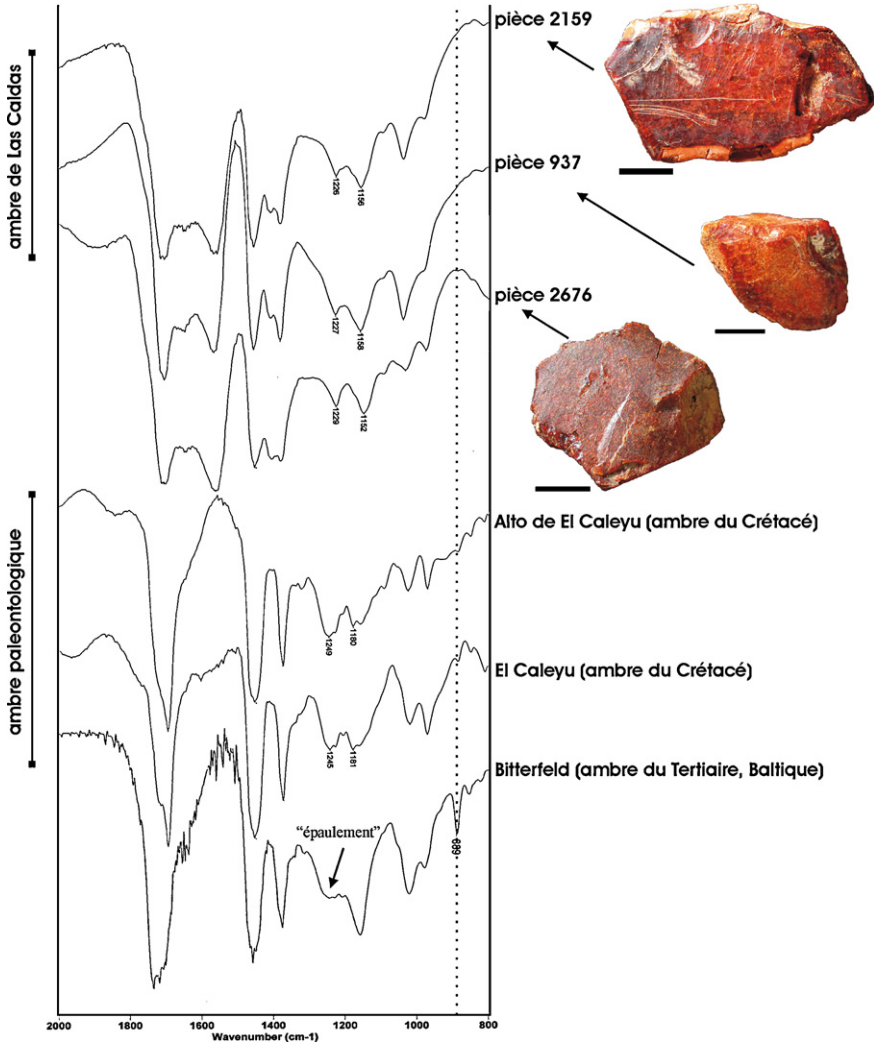 pièce 2159
ambre de Las Caldas
1226
1156
pièce 937
1227
1158
pièce 2676
1229
1152
ambre paleontologique
Alto de El Caleyu (ambre du Crétacé)
1249
1180
El Caleyu (ambre du Crétacé)
1245
1181
Bitterfeld (ambre du Tertiaire, Baltique)
"épaulement"
689
2000 1800 1600 1400 1200 1000 800
Wavenumber (cm-1)